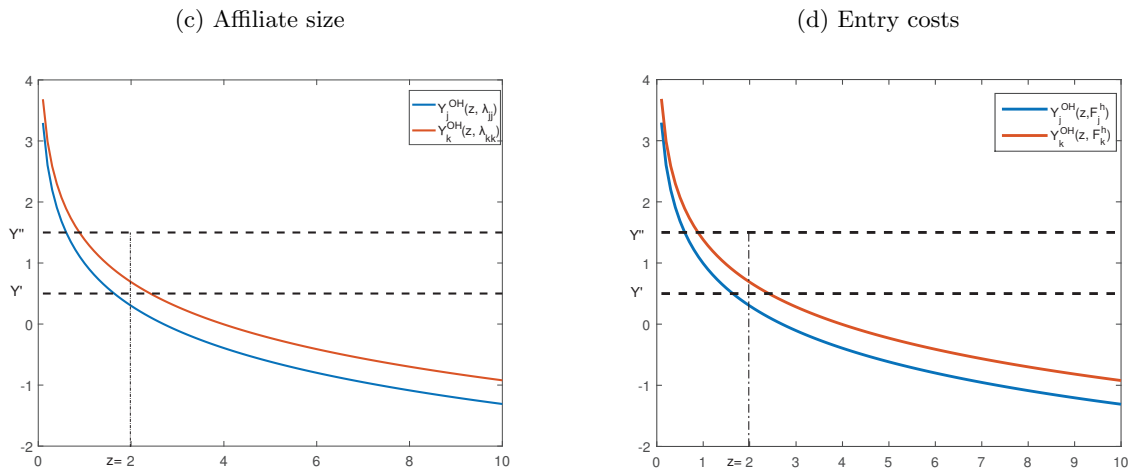 (c) Affiliate size
4
3
2
Y"
1
Y'
0
-1
-2
0
z= 2
4
6
8
10
Y_j^OH(z, λ_jj)
Y_k^OH(z, λ_kk)
(d) Entry costs
4
3
2
Y"
1
Y'
0
-1
-2
0
1
z= 2
3
4
5
6
7
8
9
10
Y_j^OH(z,F_j^h)
Y_k^OH(z, F_k^h)